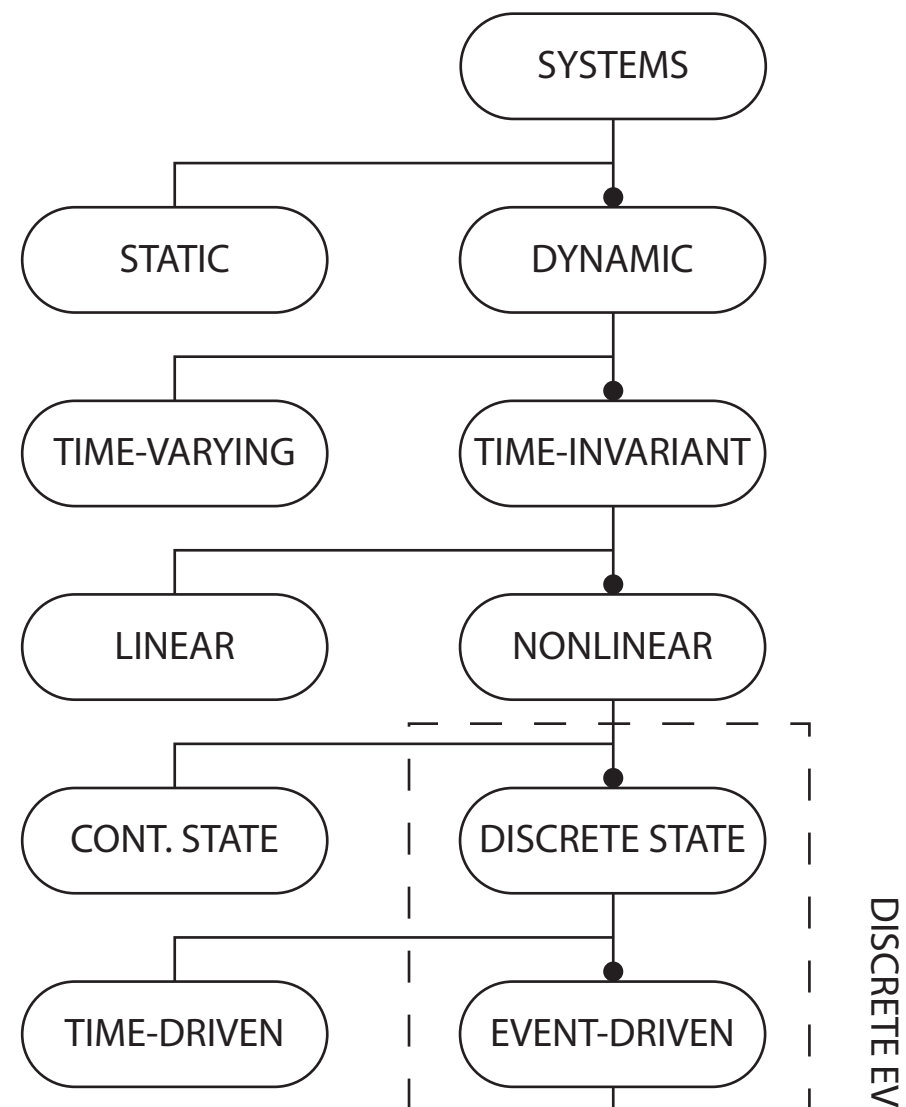 SYSTEMS
STATIC
DYNAMIC
TIME-VARYING
TIME-INVARIANT
LINEAR
NONLINEAR
CONT. STATE
DISCRETE STATE
TIME-DRIVEN
EVENT-DRIVEN
DISCRETE EV